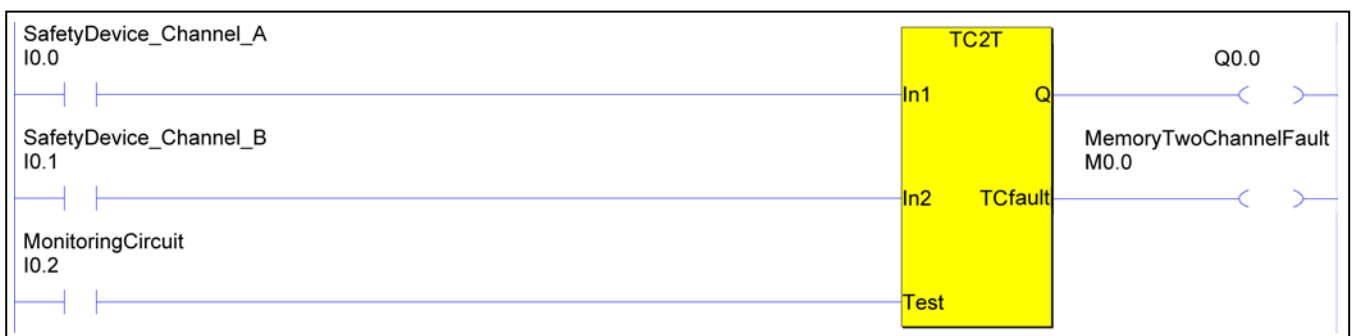 SafetyDevice_Channel_A
I0.0
TC2T
Q0.0
In1
Q
SafetyDevice_Channel_B
I0.1
MemoryTwoChannelFault
M0.0
In2
TCfault
MonitoringCircuit
I0.2
Test